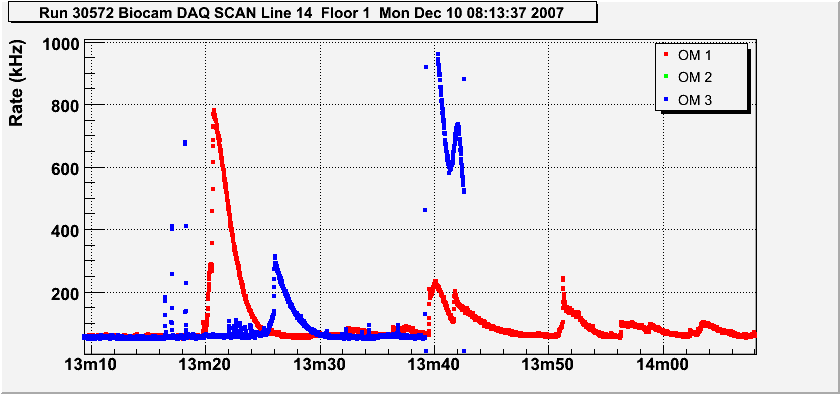 Run 30572 Biocam DAQ SCAN Line 14  Floor 1  Mon Dec 10 08:13:37 2007
Rate (kHz)
1000
800
600
400
200
OM 1
OM 2
OM 3
13m10 13m20 13m30 13m40 13m50 14m00